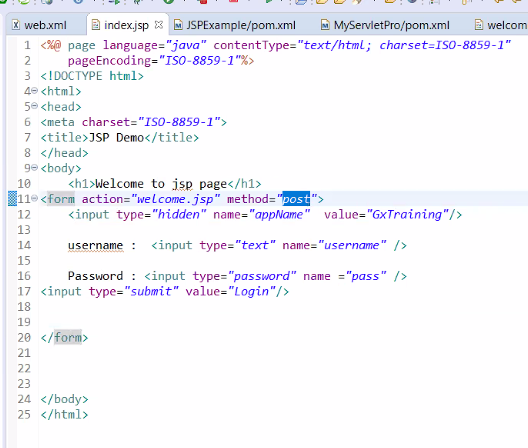 web.xml index.jsp JSPExample/pom.xml MyServletPro/pom.xml welcom
1 <%@ page language="java" contentType="text/html; charset=ISO-8859-1"
2 pageEncoding="ISO-8859-1"%>
3 <!DOCTYPE html>
4 <html>
5 <head>
6 <meta charset="ISO-8859-1">
7 <title>JSP Demo</title>
8 </head>
9 <body>
10 <h1>Welcome to jsp page</h1>
11 <form action="welcome.jsp" method="post">
12 <input type="hidden" name="appName" value="GxTraining"/>
13
14 username : <input type="text" name="username" />
15
16 Password : <input type="password" name ="pass" />
17 <input type="submit" value="Login"/>
18
19
20 </form>
21
22
23
24 </body>
25 </html>